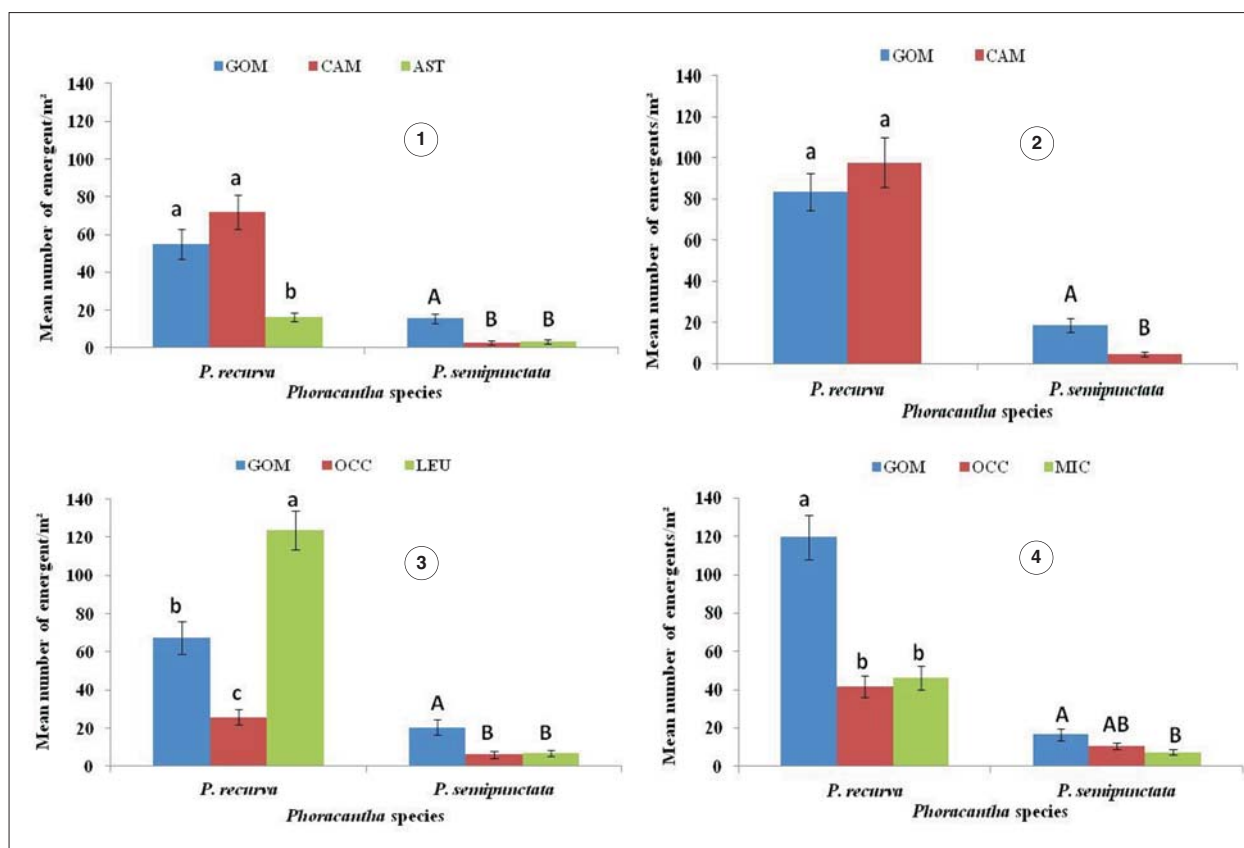 GOM CAM AST
Mean number of emergent/m²
140
120
100
80
60
40
20
0
1
a
a
b
A
B
B
P. recurva P. semipunctata
Phoracantha species
GOM CAM
Mean number of emergents/m²
140
120
100
80
60
40
20
0
2
a
a
A
B
P. recurva P. semipunctata
Phoracantha species
GOM OCC LEU
Mean number of emergent/m²
140
120
100
80
60
40
20
0
3
b
c
a
A
B
B
P. recurva P. semipunctata
Phoracantha species
GOM OCC MIC
Mean number of emergents/m²
140
120
100
80
60
40
20
0
4
a
b
b
A
AB
B
P. recurva P. semipunctata
Phoracantha species